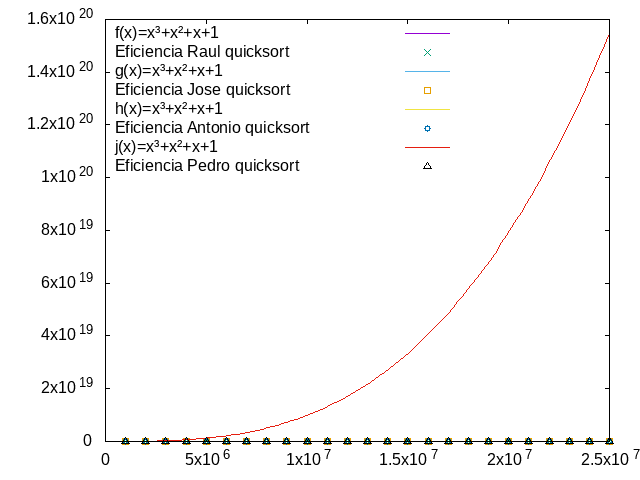 1.6x10 20
1.4x10 20
1.2x10 20
1x10 20
8x10 19
6x10 19
4x10 19
2x10 19
0
f(x)=x³+x²+x+1
Eficiencia Raul quicksort
g(x)=x³+x²+x+1
Eficiencia Jose quicksort
h(x)=x³+x²+x+1
Eficiencia Antonio quicksort
j(x)=x³+x²+x+1
Eficiencia Pedro quicksort
0 5x10 6 1x10 7 1.5x10 7 2x10 7 2.5x10 7